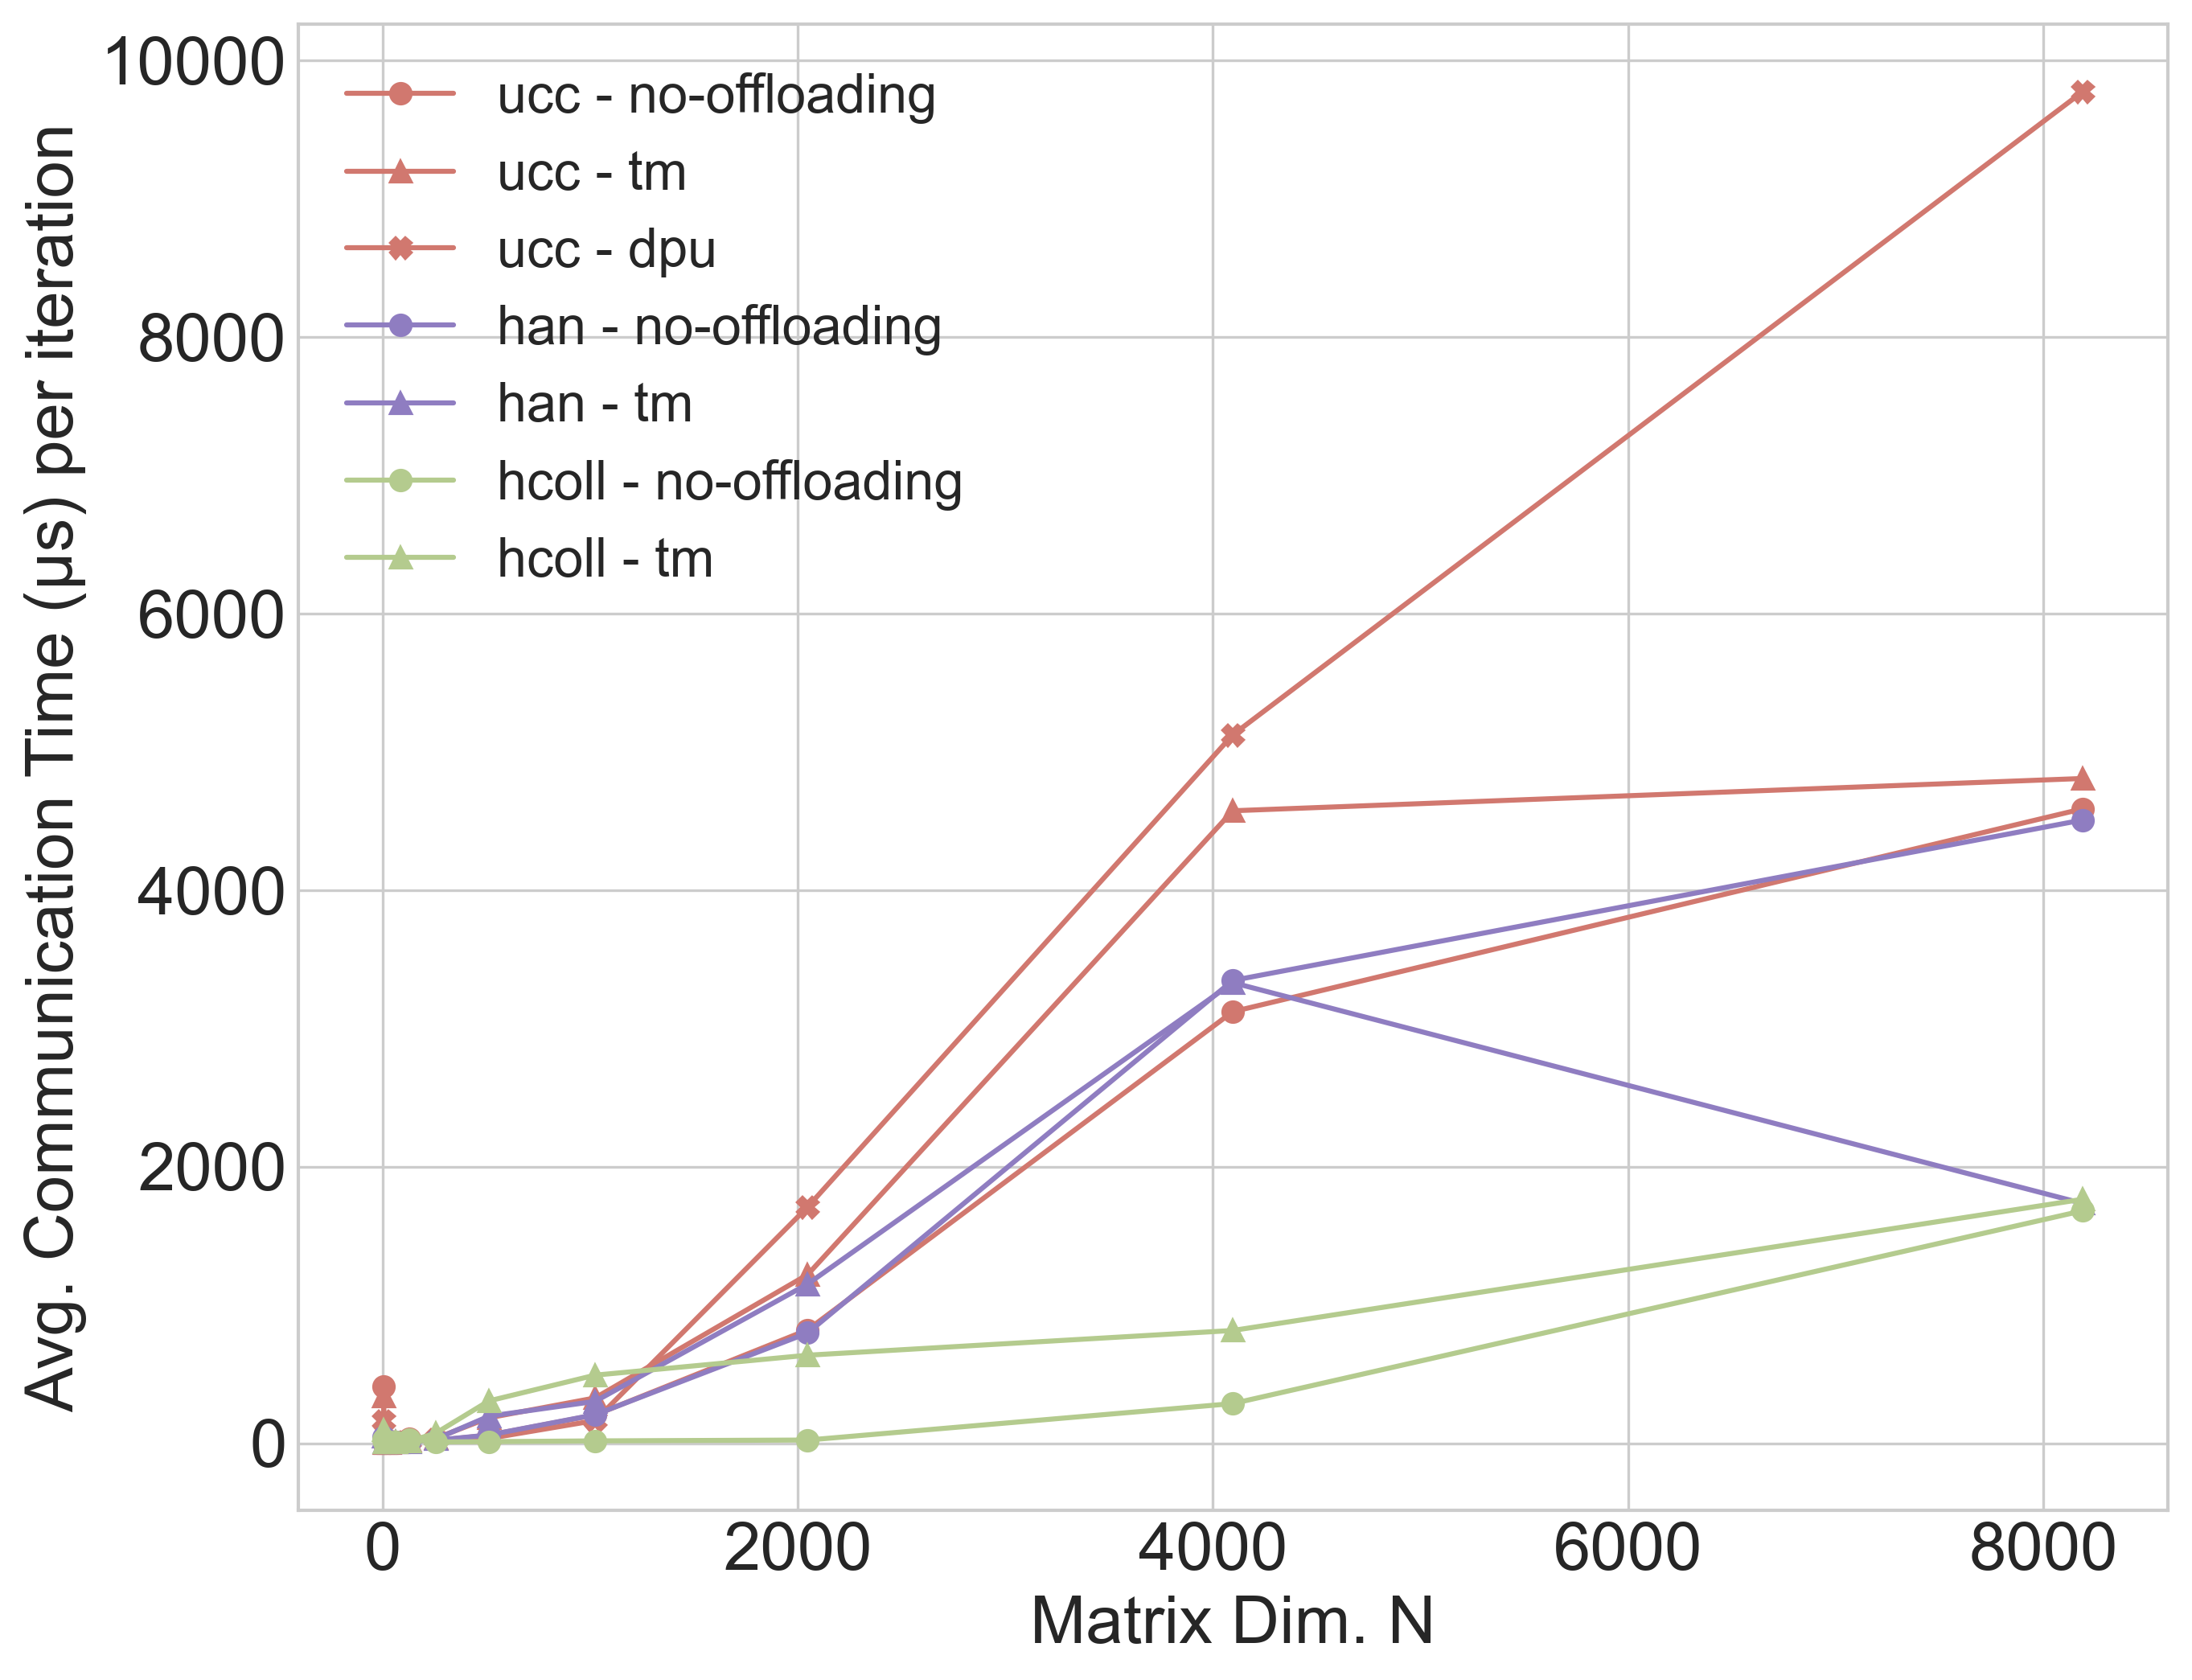 10000
8000
6000
4000
2000
0
Avg. Communication Time (µs) per iteration
ucc - no-offloading
ucc - tm
ucc - dpu
han - no-offloading
han - tm
hcoll - no-offloading
hcoll - tm
0 2000 4000 6000 8000
Matrix Dim. N